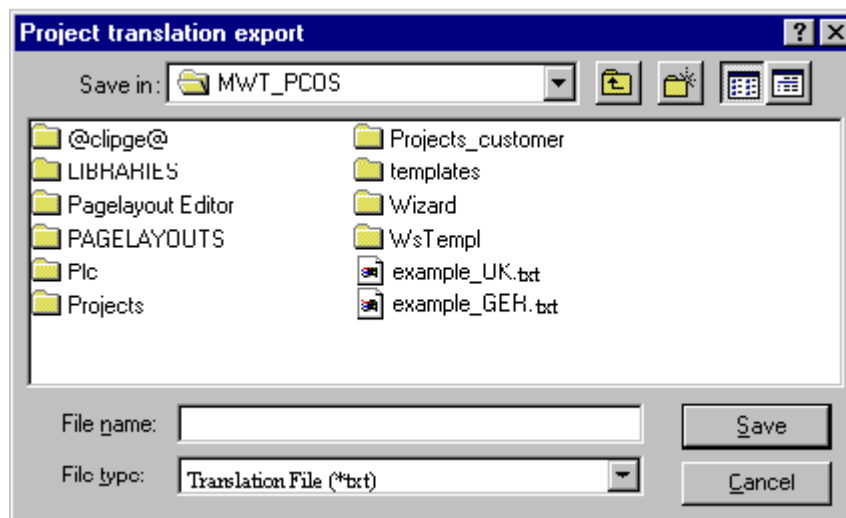 Project translation export
Save in: MWT_PCOS
@clipge@
LIBRARIES
Pagelayout Editor
PAGELAYOUTS
Plc
Projects
Projects_customer
templates
Wizard
WsTempl
example_UK.txt
example_GER.txt
File name:
Save
File type: Translation File (*txt)
Cancel